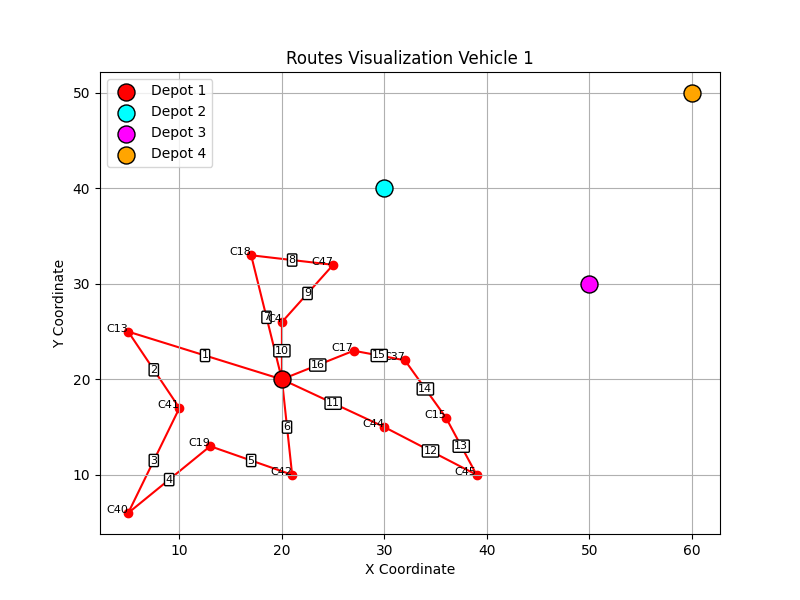 Routes Visualization Vehicle 1
Depot 1
Depot 2
Depot 3
Depot 4
Y Coordinate
50
40
30
20
10
C18
8
C47
9
7
C4
C13
1
10
2
C17
15
C37
16
14
11
C41
C15
6
C44
C19
13
12
3
5
4
C42
C45
C40
10
20
30
40
50
60
X Coordinate